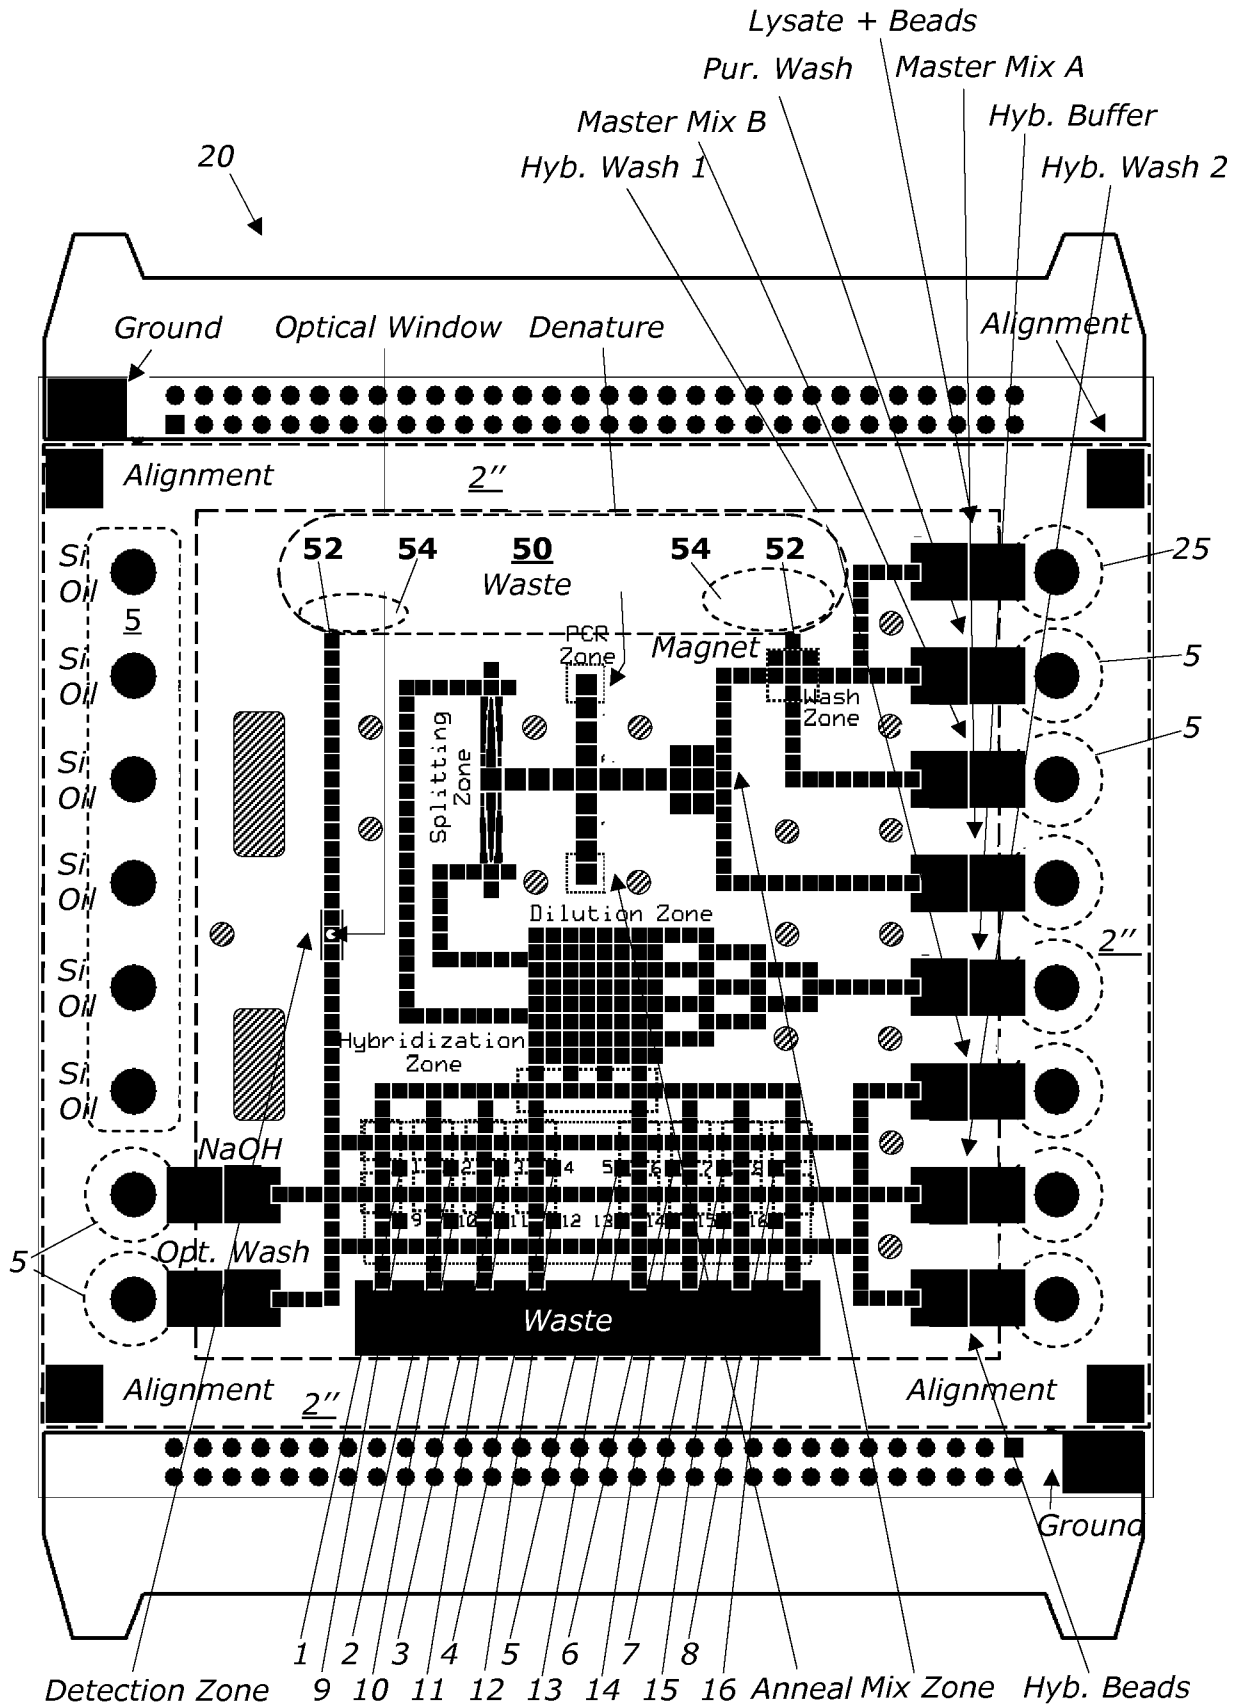 Lysate + Beads
Pur. Wash
Master Mix A
Master Mix B
Hyb. Buffer
Hyb. Wash 1
Hyb. Wash 2
20
Ground
Optical Window
Denature
Alignment
Alignment
2''
52
54
50
54
52
Waste
Si
Oil
25
5
PCR
Zone
Magnet
Si
Oil
5
Wash
Zone
Splitting
Zone
5
Si
Oil
Si
Oil
Dilution Zone
2''
Si
Oil
Hybridization
Zone
Si
Oil
NaOH
1
2
3
4
5
6
7
8
9
10
11
12
13
14
15
16
5
Opt. Wash
Waste
Alignment
2''
Alignment
Ground
1
2
3
4
5
6
7
8
Detection Zone
9
10
11
12
13
14
15
16
Anneal
Mix Zone
Hyb. Beads